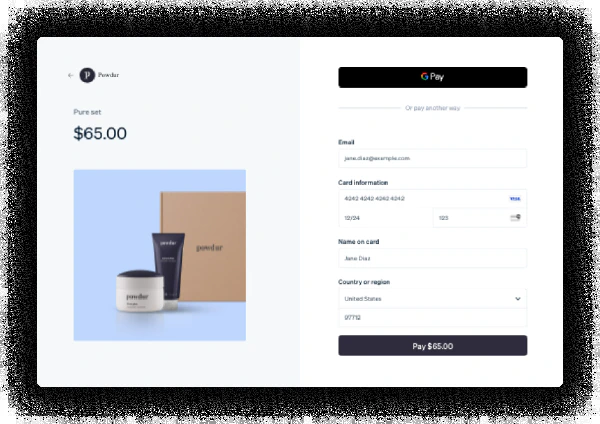 Powdur
Pure set
$65.00
powdur
powdur
G Pay
Or pay another way
Email
jane.diaz@example.com
Card information
4242 4242 4242 4242
VISA
12/24
123
Name on card
Jane Diaz
Country or region
United States
97712
Pay $65.00